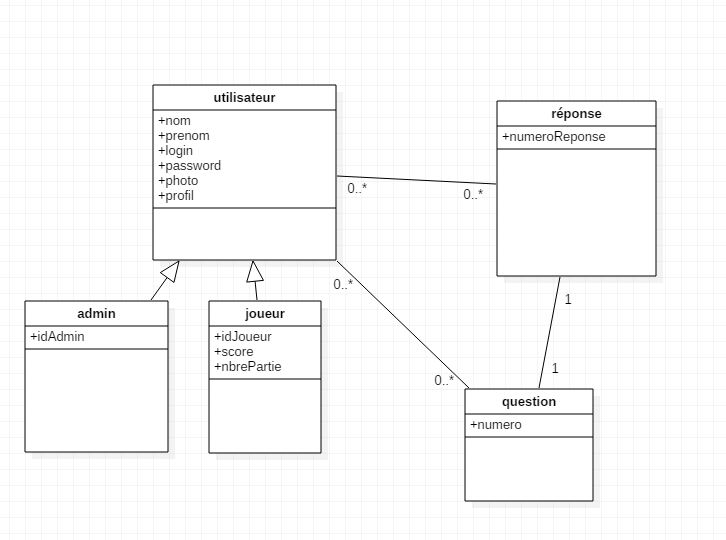 utilisateur
+nom
+prenom
+login
+password
+photo
+profil
réponse
+numeroReponse
0..*
0..*
admin
+idAdmin
joueur
+idJoueur
+score
+nbrePartie
0..*
0..*
1
1
question
+numero